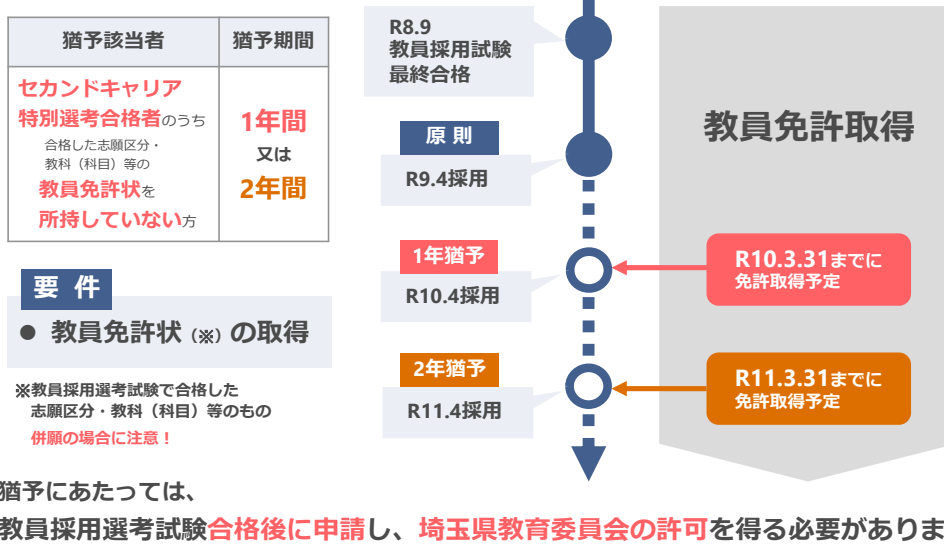 猶予該当者
猶予期間
セカンドキャリア
特別選考合格者のうち
合格した志願区分・
教科（科目）等の
教員免許状を
所持していない方
1年間
又は
2年間
要 件
● 教員免許状（※）の取得
※教員採用選考試験で合格した
志願区分・教科（科目）等のもの
併願の場合に注意！
R8.9
教員採用試験
最終合格
原 則
R9.4採用
1年猶予
R10.4採用
2年猶予
R11.4採用
教員免許取得
R10.3.31までに
免許取得予定
R11.3.31までに
免許取得予定
猶予にあたっては、
教員採用選考試験合格後に申請し、埼玉県教育委員会の許可を得る必要がありま